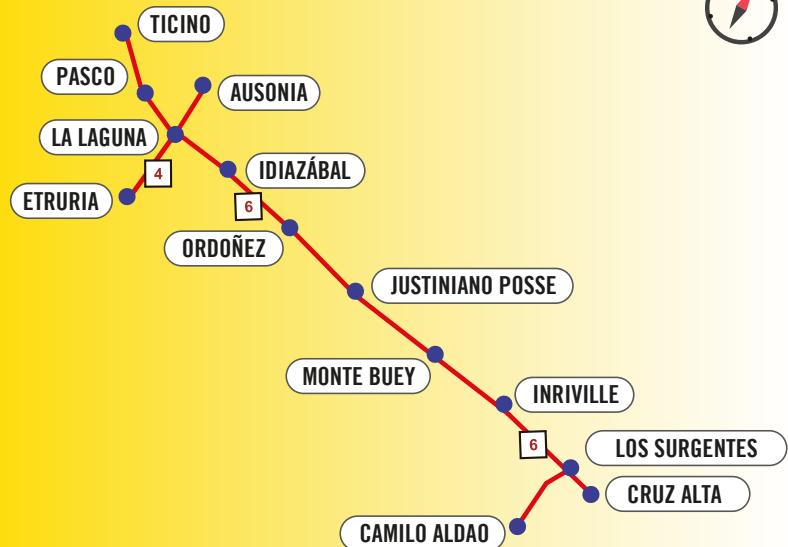 TICINO
PASCO
AUSONIA
LA LAGUNA
4
IDIAZÁBAL
ETRURIA
6
ORDOÑEZ
JUSTINIANO POSSE
MONTE BUEY
INRIVILLE
6
LOS SURGENTES
CRUZ ALTA
CAMILO ALDAO